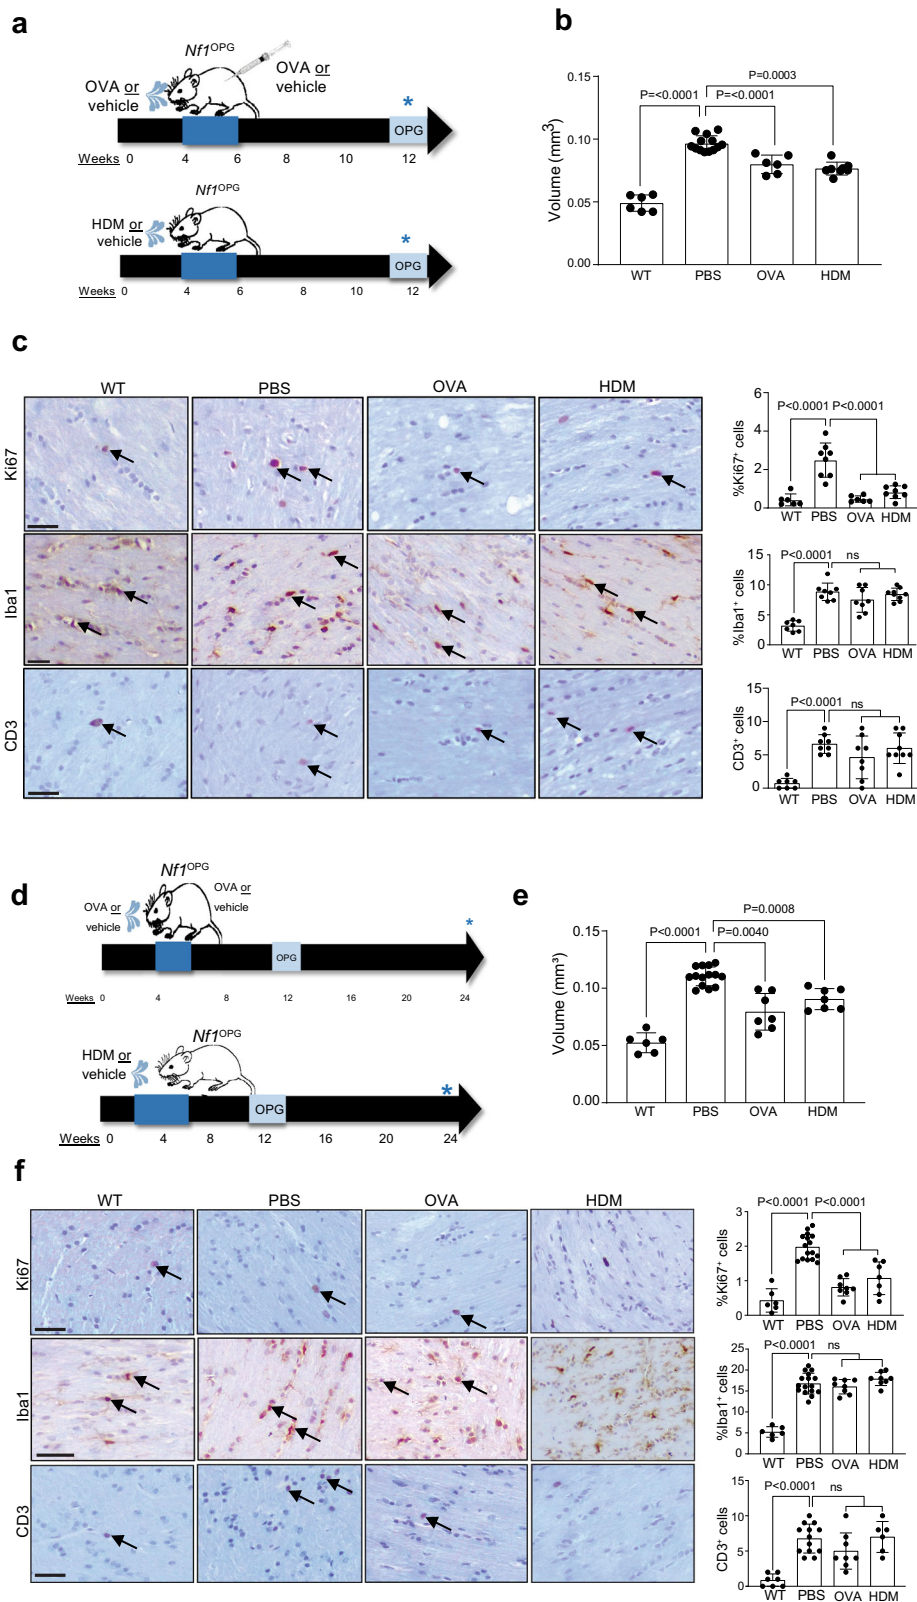 a
Nf1OPG
OVA or
vehicle
OVA or
vehicle
*
OPG
Weeks 0 4 6 8 10 12
Nf1OPG
HDM or
vehicle
*
OPG
Weeks 0 4 6 8 10 12
b
P=0.0003
P=<0.0001 P=<0.0001
Volume (mm³)
0.15
0.10
0.05
0.00
WT PBS OVA HDM
c
WT PBS OVA HDM
Ki67
Iba1
CD3
%Ki67+ cells
P<0.0001 P<0.0001
6
4
2
0
WT PBS OVA HDM
%Iba1+ cells
P<0.0001 ns
15
10
5
0
WT PBS OVA HDM
CD3+ cells
P<0.0001 ns
15
10
5
0
WT PBS OVA HDM
d
Nf1OPG
OVA or
vehicle
OVA or
vehicle
*
OPG
Weeks 0 4 8 12 16 20 24
Nf1OPG
HDM or
vehicle
*
OPG
Weeks 0 4 8 12 16 20 24
e
P=0.0008
P<0.0001 P=0.0040
Volume (mm³)
0.15
0.10
0.05
0.00
WT PBS OVA HDM
f
WT PBS OVA HDM
Ki67
Iba1
CD3
%Ki67+ cells
P<0.0001 P<0.0001
3
2
1
0
WT PBS OVA HDM
%Iba1+ cells
P<0.0001 ns
25
20
15
10
5
0
WT PBS OVA HDM
CD3+ cells
P<0.0001 ns
15
10
5
0
WT PBS OVA HDM